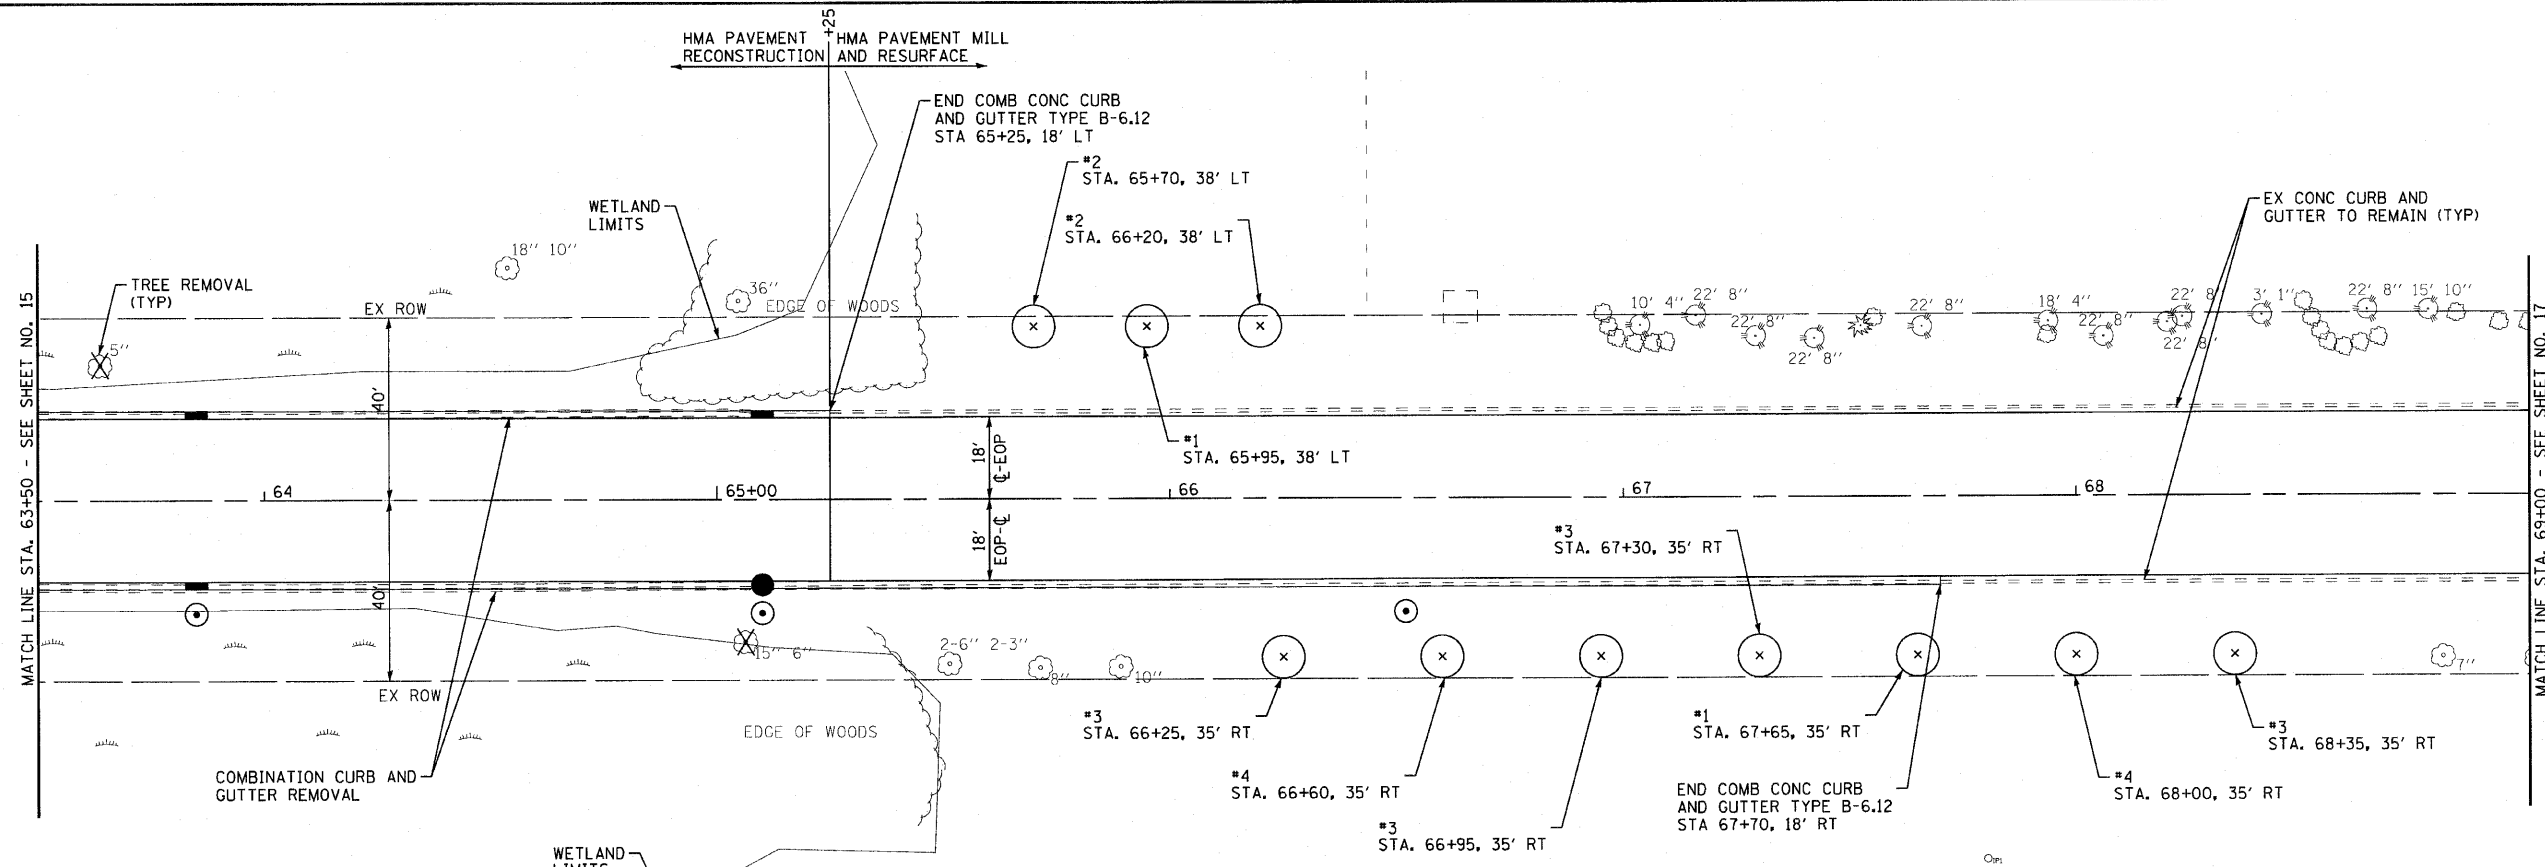 +25
HMA PAVEMENT
RECONSTRUCTION
HMA PAVEMENT MILL
AND RESURFACE
END COMB CONC CURB
AND GUTTER TYPE B-6.12
STA 65+25, 18' LT
#2
STA. 65+70, 38' LT
#2
STA. 66+20, 38' LT
WETLAND
LIMITS
EX CONC CURB AND
GUTTER TO REMAIN (TYP)
18'' 10''
TREE REMOVAL
(TYP)
5''
EX ROW
36''
EDGE OF WOODS
10' 4''
22' 8''
22' 8''
22' 8''
22' 8''
18' 4''
22' 8''
22' 8'
22' 8'
3' 1''
22' 8''
15' 10''
MATCH LINE STA. 63+50 - SEE SHEET NO. 15
MATCH LINE STA. 69+00 - SEE SHEET NO. 17
40'
18'
℄-EOP
#1
STA. 65+95, 38' LT
64
65+00
66
67
68
18'
EOP-℄
40'
#3
STA. 67+30, 35' RT
15'' 6''
2-6'' 2-3''
8''
10''
7''
EX ROW
EDGE OF WOODS
#3
STA. 66+25, 35' RT
#1
STA. 67+65, 35' RT
#3
STA. 68+35, 35' RT
COMBINATION CURB AND
GUTTER REMOVAL
#4
STA. 66+60, 35' RT
END COMB CONC CURB
AND GUTTER TYPE B-6.12
STA 67+70, 18' RT
#4
STA. 68+00, 35' RT
#3
STA. 66+95, 35' RT
WETLAND
LIMITS